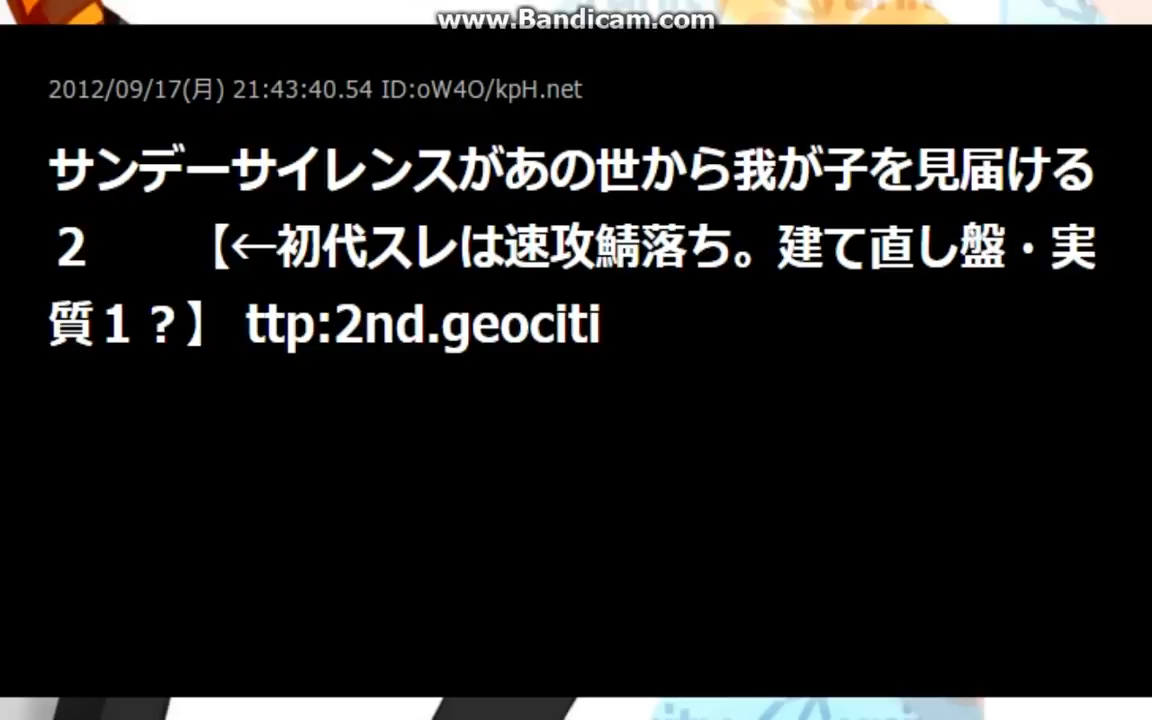 www.Bandicam.com
2012/09/17(月) 21:43:40.54 ID:oW4O/kpH.net
サンデーサイレンスがあの世から我が子を見届ける
２　　【←初代スレは速攻鯖落ち。建て直し盤・実
質１？】 ttp:2nd.geociti